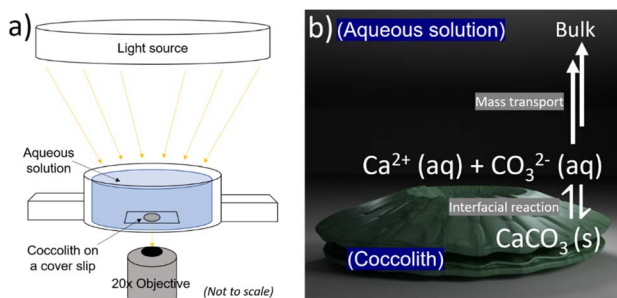 a)
Light source
Aqueous
solution
Coccolith on
a cover slip
20x Objective
(Not to scale)
b)
(Aqueous solution)
Bulk
Mass transport
Ca²⁺ (aq) + CO₃²⁻ (aq)
Interfacial reaction
CaCO₃ (s)
(Coccolith)